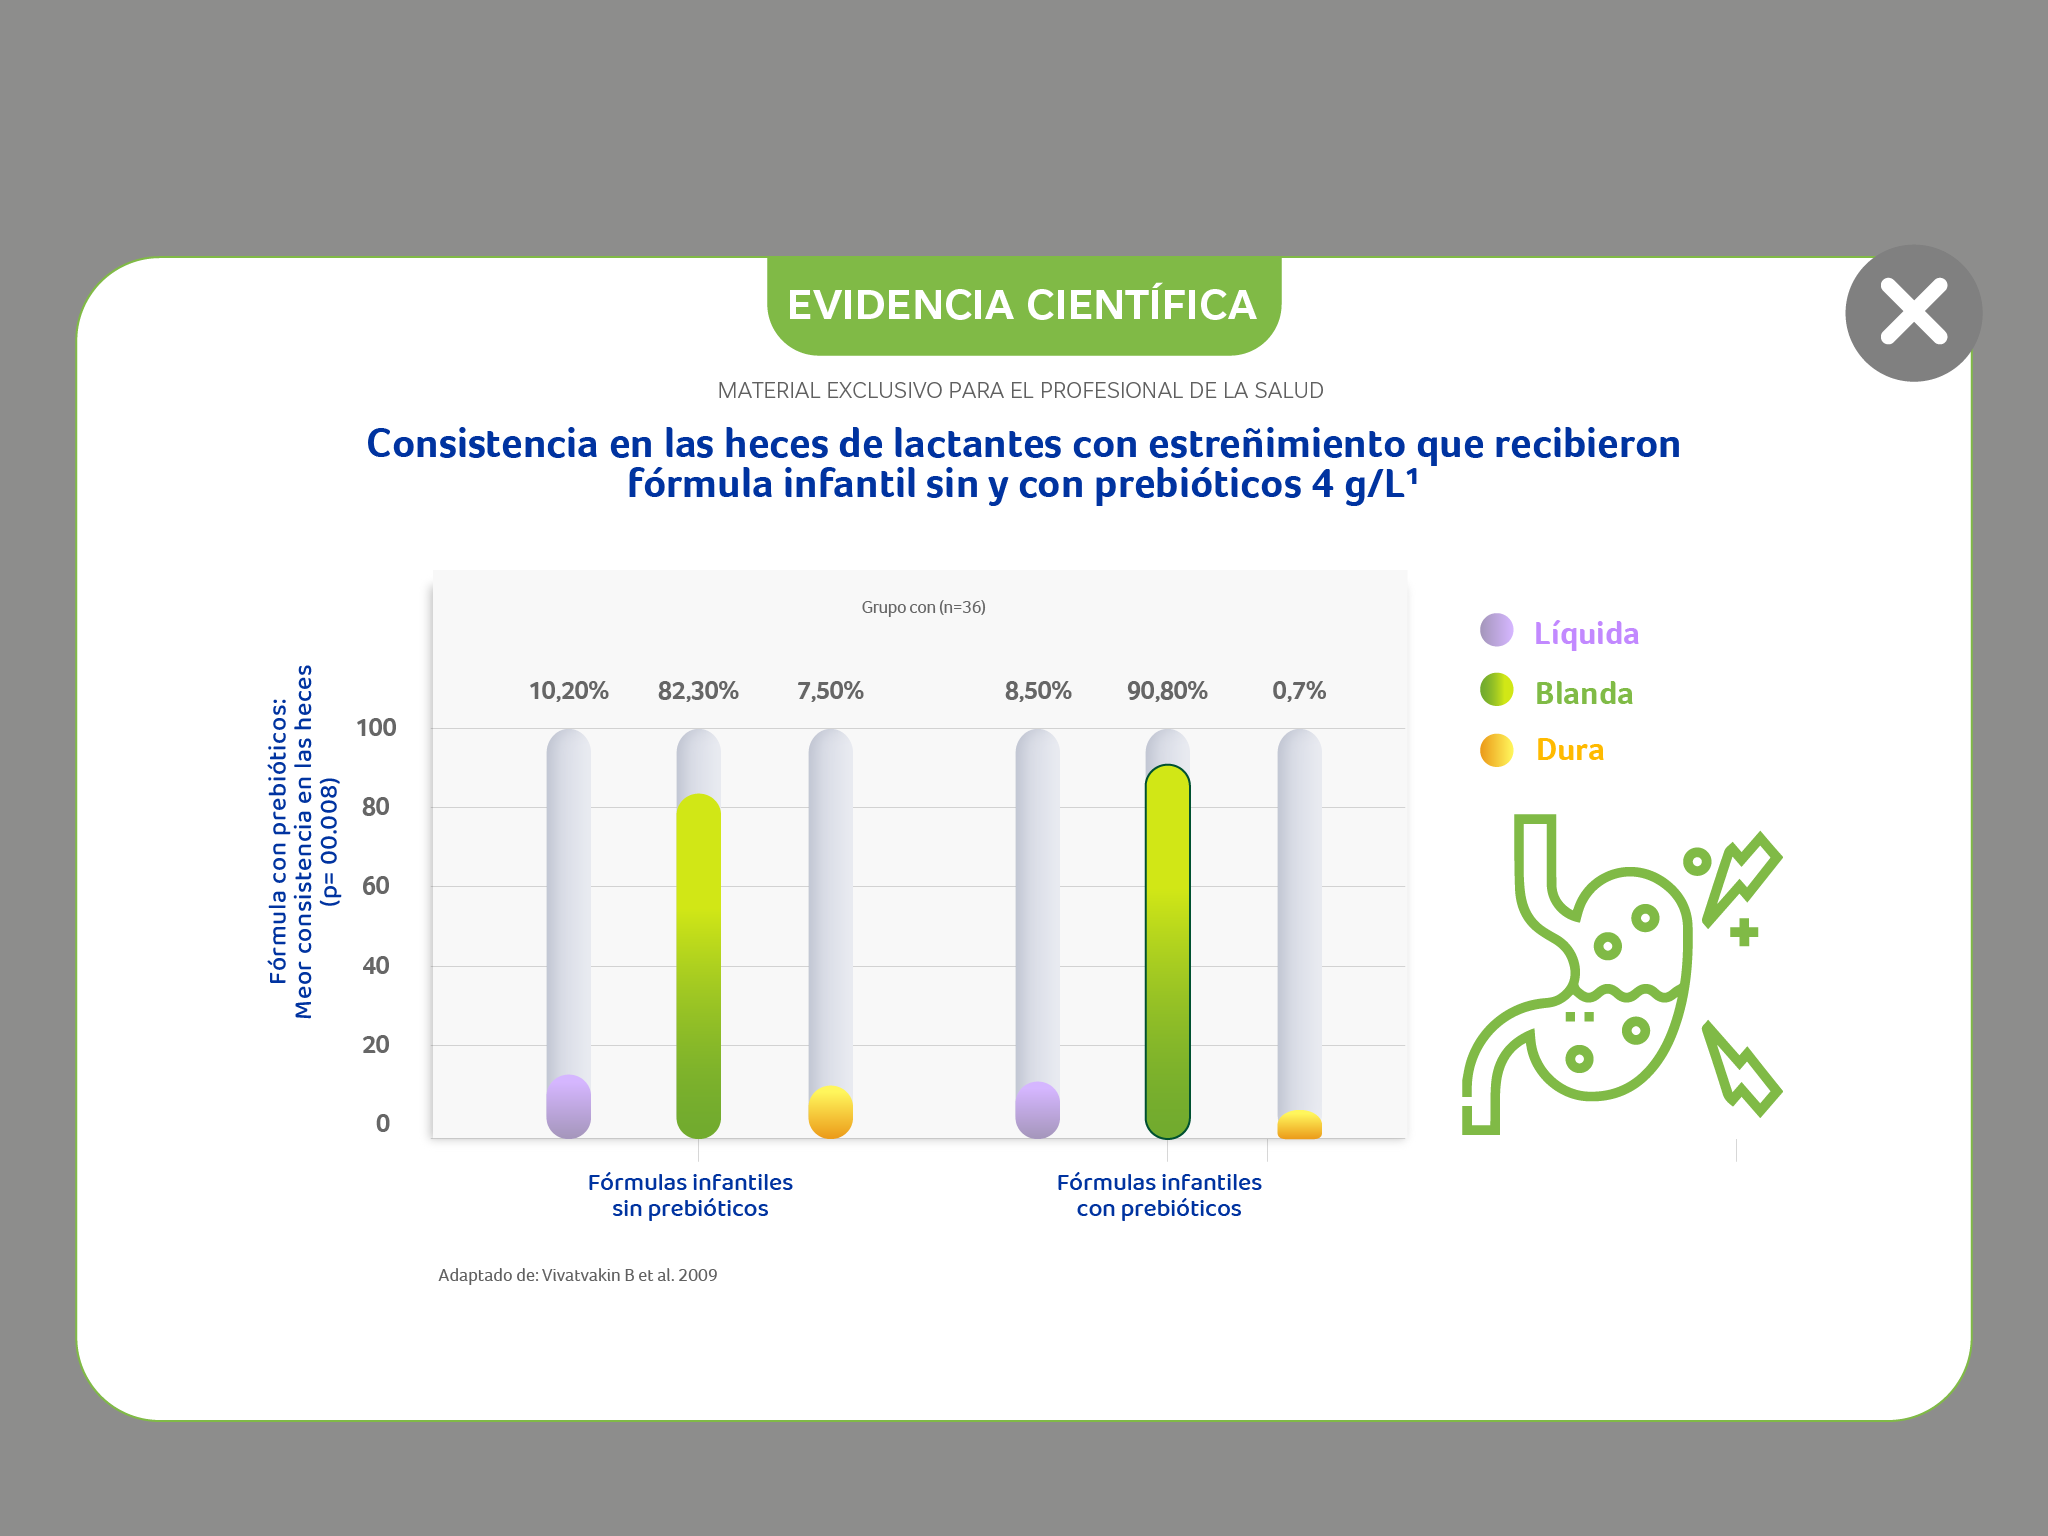 EVIDENCIA CIENTÍFICA
MATERIAL EXCLUSIVO PARA EL PROFESIONAL DE LA SALUD
Consistencia en las heces de lactantes con estreñimiento que recibieron
fórmula infantil sin y con prebióticos 4 g/L¹
Grupo con (n=36)
10,20%
82,30%
7,50%
8,50%
90,80%
0,7%
Fórmula con prebióticos:
Meor consistencia en las heces
(p= 00.008)
100
80
60
40
20
0
Líquida
Blanda
Dura
Fórmulas infantiles
sin prebióticos
Fórmulas infantiles
con prebióticos
Adaptado de: Vivatvakin B et al. 2009